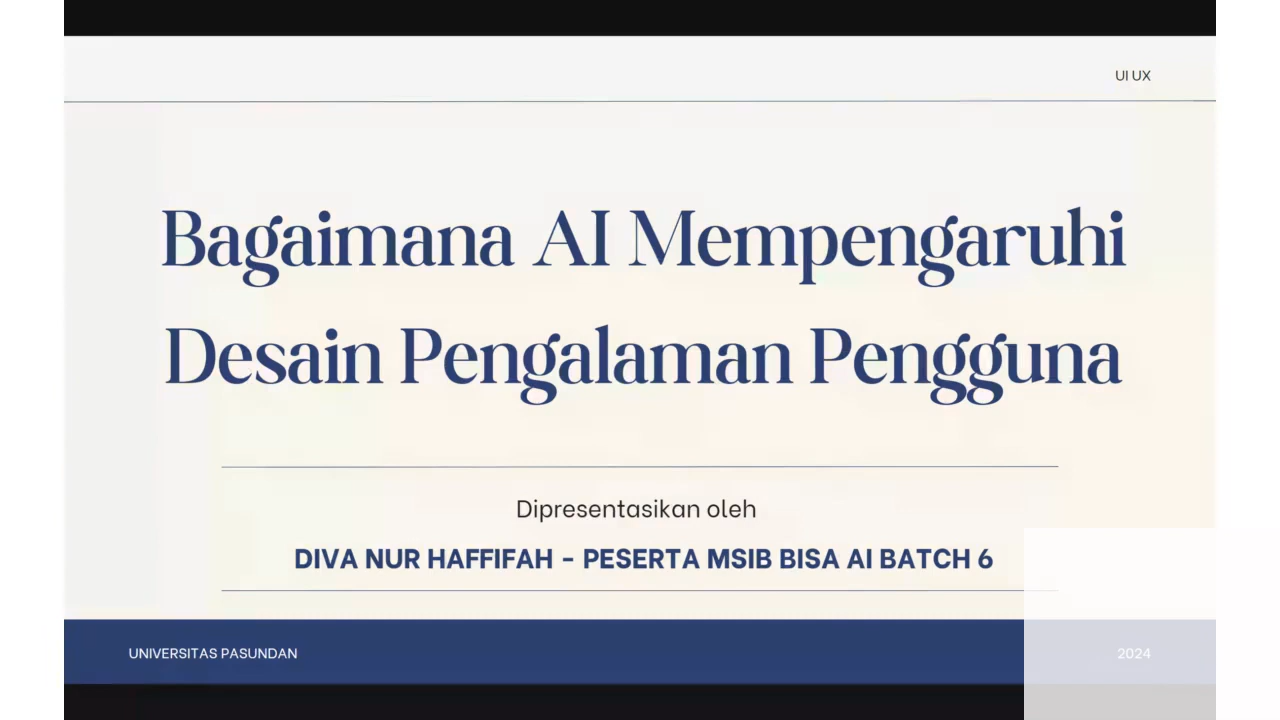 UI UX
Bagaimana AI Mempengaruhi
Desain Pengalaman Pengguna
Dipresentasikan oleh
DIVA NUR HAFFIFAH - PESERTA MSIB BISA AI BATCH 6
UNIVERSITAS PASUNDAN
2024